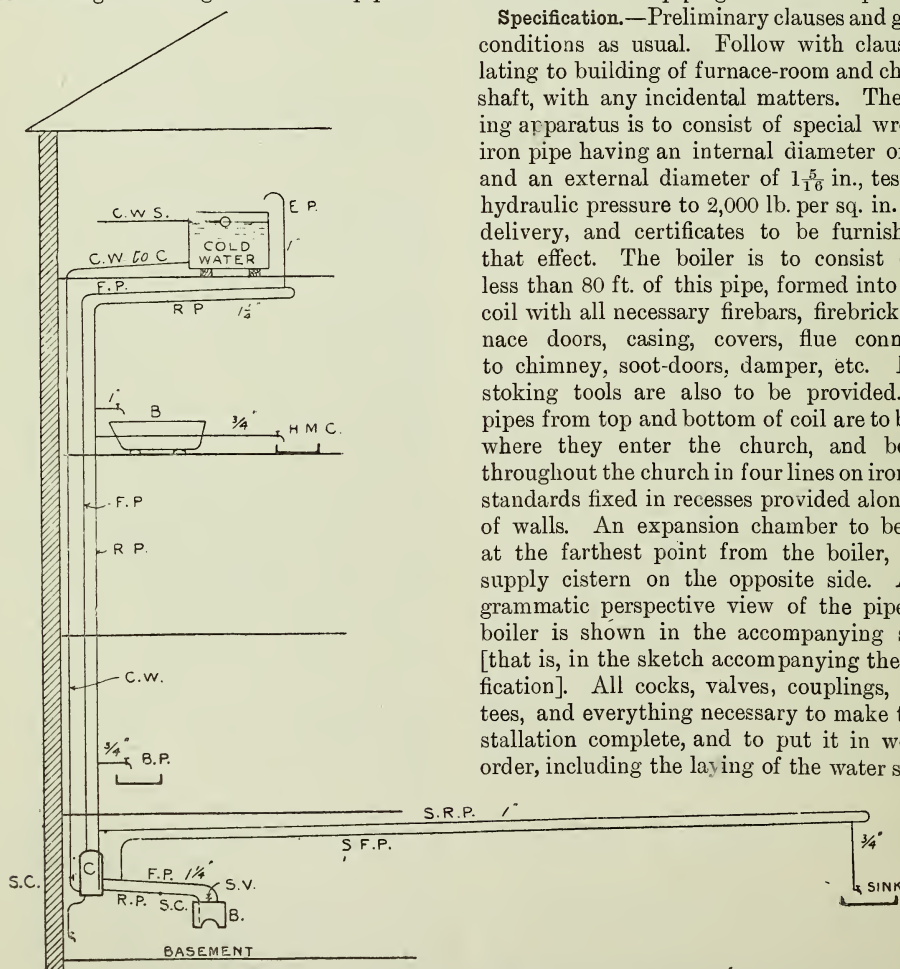 Specification.—Preliminary clauses and g
conditions as usual. Follow with claus
lating to building of furnace-room and ch
shaft, with any incidental matters. The
ing apparatus is to consist of special wr
iron pipe having an internal diameter o
and an external diameter of 1 5/16 in., tes
hydraulic pressure to 2,000 lb. per sq. in.
delivery, and certificates to be furnish
that effect. The boiler is to consist
less than 80 ft. of this pipe, formed into
coil with all necessary firebars, firebrick
nace doors, casing, covers, flue conn
to chimney, soot-doors, damper, etc.
stoking tools are also to be provided.
pipes from top and bottom of coil are to b
where they enter the church, and be
throughout the church in four lines on iron
standards fixed in recesses provided alon
of walls. An expansion chamber to be
at the farthest point from the boiler,
supply cistern on the opposite side.
grammatic perspective view of the pipe
boiler is shown in the accompanying s
[that is, in the sketch accompanying the
fication]. All cocks, valves, couplings,
tees, and everything necessary to make t
stallation complete, and to put it in w
order, including the laying of the water s
C.W.S.
E P.
COLD
WATER
1"
C.W to C
F.P.
R P
1¼"
1"
B
3/4"
H M C.
F.P
R P.
C.W.
3/4"
B.P.
S.R.P. 1"
S F.P.
3/4"
SINK
S.C.
C
F.P. 1¼"
S.V.
R.P.
S.C.
B.
BASEMENT